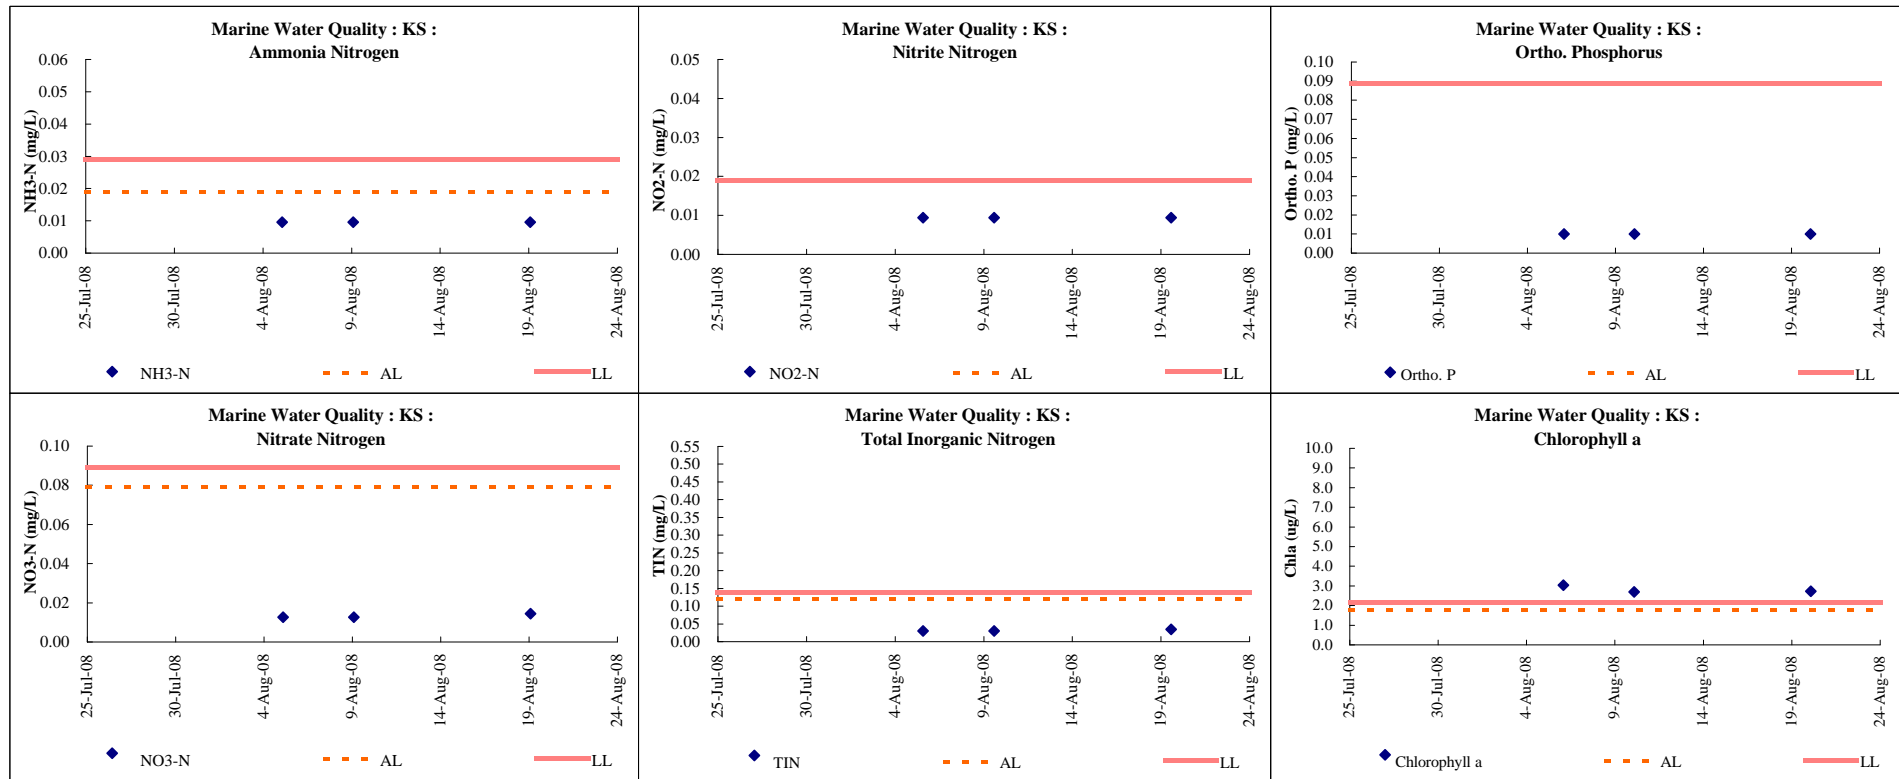 Marine Water Quality : KS :
Ammonia Nitrogen
NH3-N (mg/L)
0.06
0.05
0.04
0.03
0.02
0.01
0.00
25-Jul-08
30-Jul-08
4-Aug-08
9-Aug-08
14-Aug-08
19-Aug-08
24-Aug-08
NH3-N AL LL
Marine Water Quality : KS :
Nitrite Nitrogen
NO2-N (mg/L)
0.05
0.04
0.03
0.02
0.01
0.00
25-Jul-08
30-Jul-08
4-Aug-08
9-Aug-08
14-Aug-08
19-Aug-08
24-Aug-08
NO2-N AL LL
Marine Water Quality : KS :
Ortho. Phosphorus
Ortho. P (mg/L)
0.10
0.09
0.08
0.07
0.06
0.05
0.04
0.03
0.02
0.01
0.00
25-Jul-08
30-Jul-08
4-Aug-08
9-Aug-08
14-Aug-08
19-Aug-08
24-Aug-08
Ortho. P AL LL
Marine Water Quality : KS :
Nitrate Nitrogen
NO3-N (mg/L)
0.10
0.08
0.06
0.04
0.02
0.00
25-Jul-08
30-Jul-08
4-Aug-08
9-Aug-08
14-Aug-08
19-Aug-08
24-Aug-08
NO3-N AL LL
Marine Water Quality : KS :
Total Inorganic Nitrogen
TIN (mg/L)
0.55
0.50
0.45
0.40
0.35
0.30
0.25
0.20
0.15
0.10
0.05
0.00
25-Jul-08
30-Jul-08
4-Aug-08
9-Aug-08
14-Aug-08
19-Aug-08
24-Aug-08
TIN AL LL
Marine Water Quality : KS :
Chlorophyll a
Chla (ug/L)
10.0
9.0
8.0
7.0
6.0
5.0
4.0
3.0
2.0
1.0
0.0
25-Jul-08
30-Jul-08
4-Aug-08
9-Aug-08
14-Aug-08
19-Aug-08
24-Aug-08
Chlorophyll a AL LL